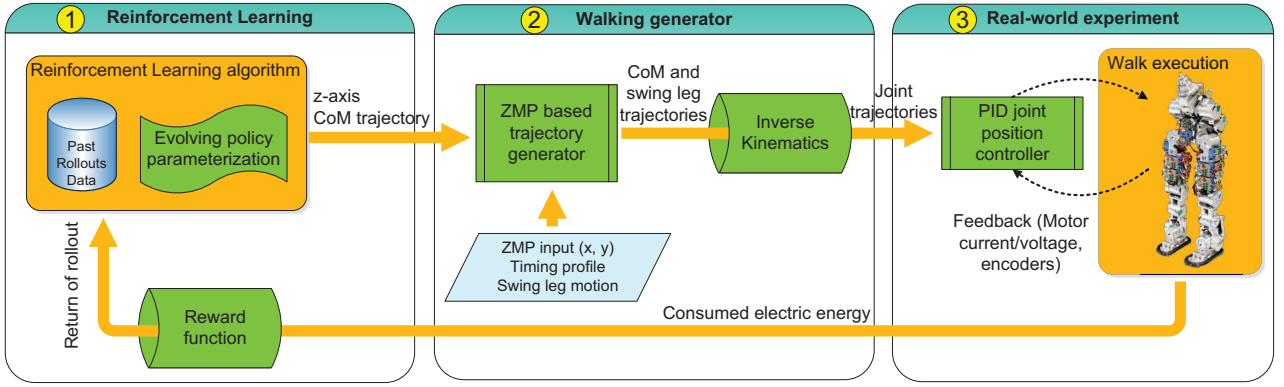 1
Reinforcement Learning
Reinforcement Learning algorithm
Past
Rollouts
Data
Evolving policy
parameterization
z-axis
CoM trajectory
Return of rollout
Reward
function
2
Walking generator
ZMP based
trajectory
generator
CoM and
swing leg
trajectories
Inverse
Kinematics
ZMP input (x, y)
Timing profile
Swing leg motion
Joint
trajectories
Consumed electric energy
3
Real-world experiment
PID joint
position
controller
Walk execution
Feedback (Motor
current/voltage,
encoders)